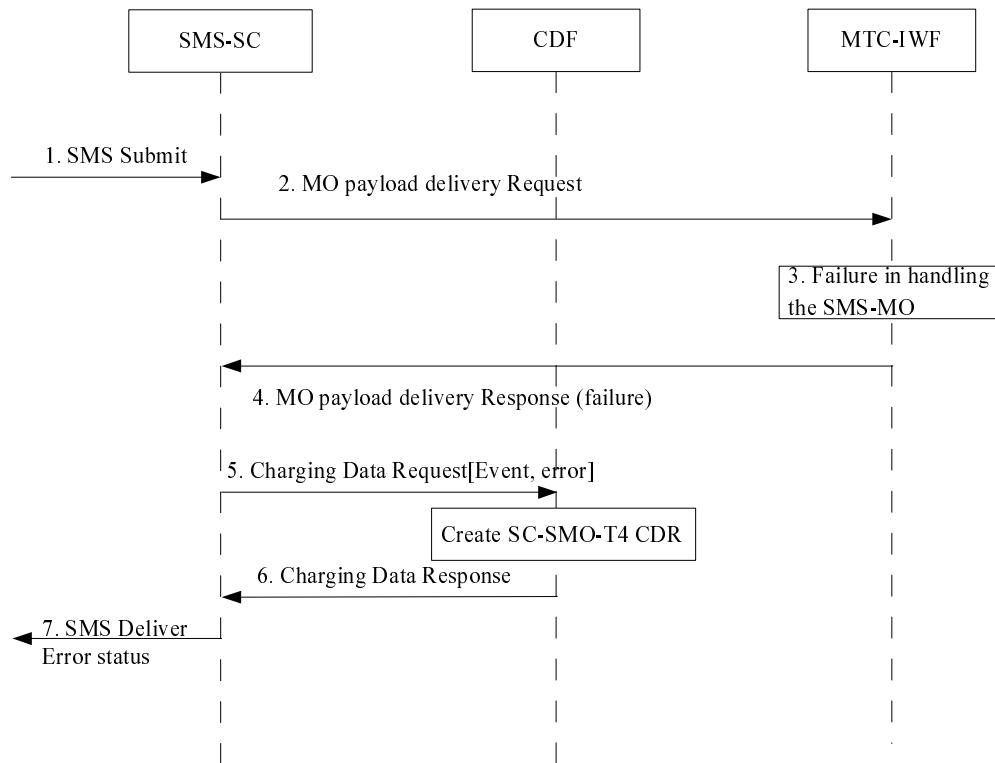 SMS-SC
CDF
MTC-IWF
1. SMS Submit
2. MO payload delivery Request
3. Failure in handling
the SMS-MO
4. MO payload delivery Response (failure)
5. Charging Data Request[Event, error]
Create SC-SMO-T4 CDR
6. Charging Data Response
7. SMS Deliver
Error status